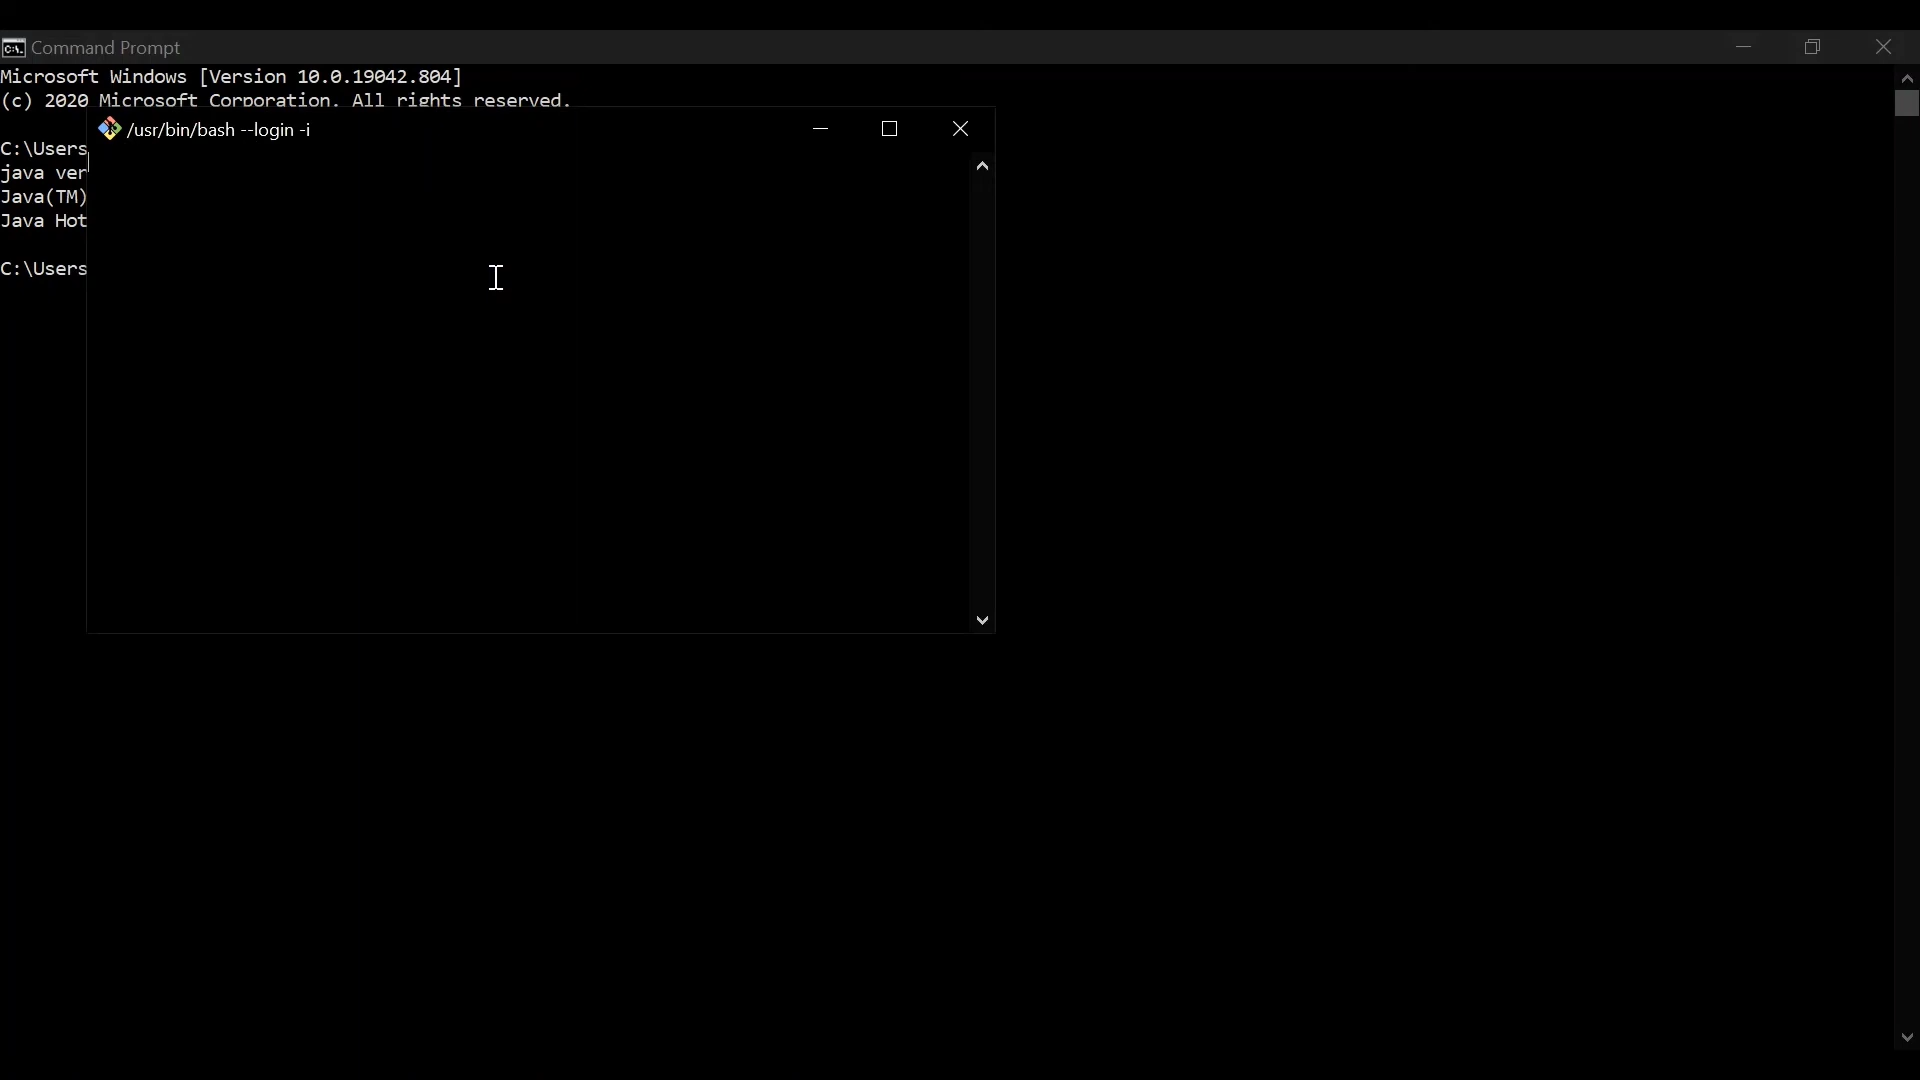 Command Prompt
Microsoft Windows [Version 10.0.19042.804]
(c) 2020 Microsoft Corporation. All rights reserved.
/usr/bin/bash --login -i
C:\Users
java ver
Java(TM)
Java Hot
C:\Users